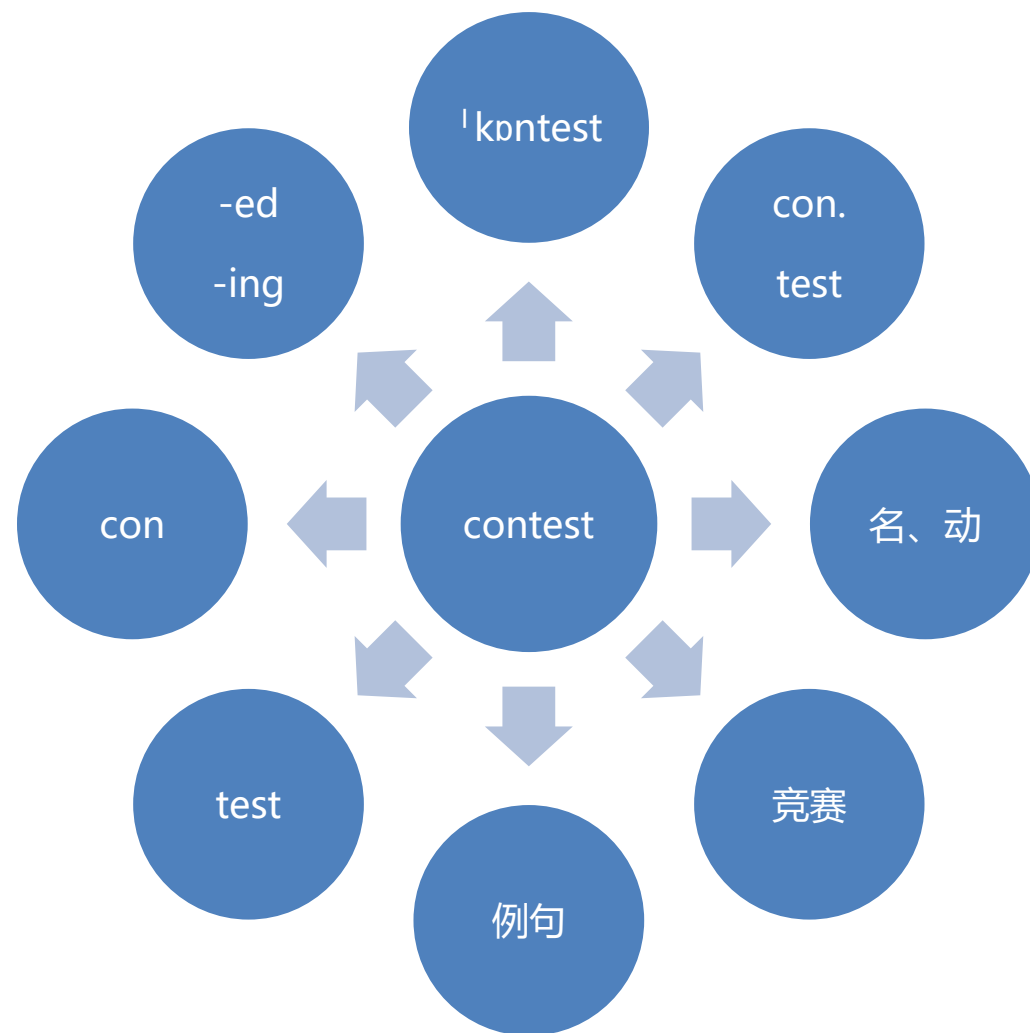 ˈkɒntest
-ed
-ing
con.
test
con
contest
名、动
test
竞赛
例句